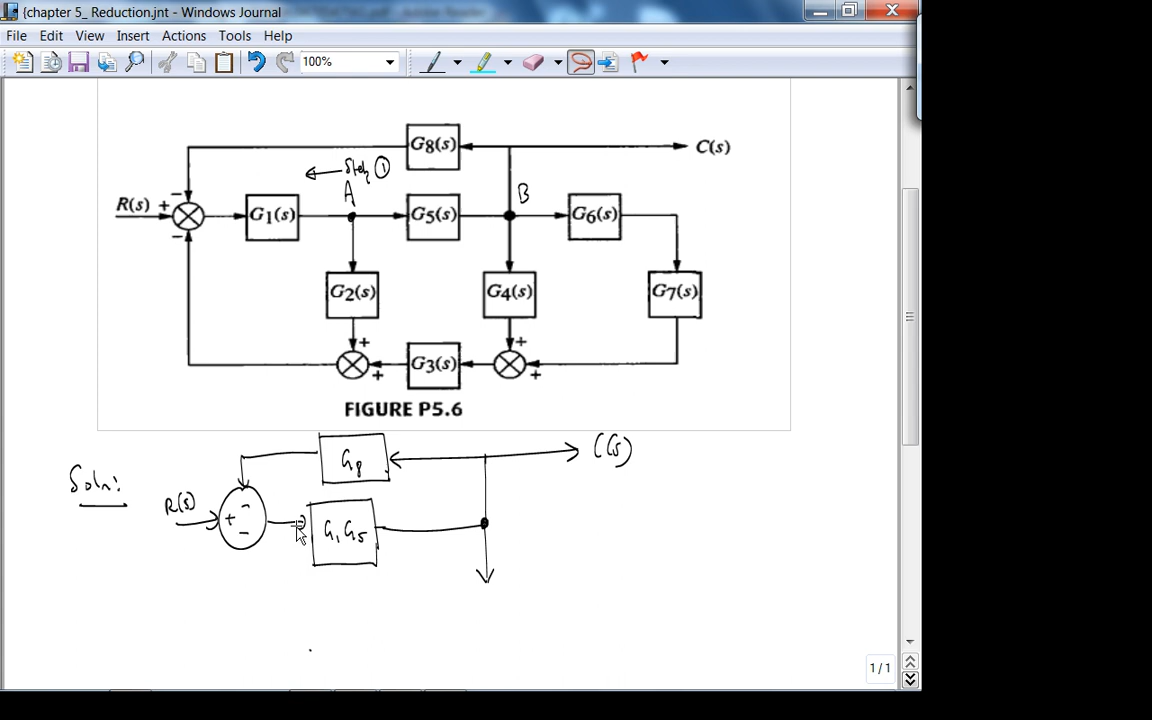 {chapter 5_ Reduction.jnt - Windows Journal
File Edit View Insert Actions Tools Help
100%
G8(s)
C(s)
Step 1
A
B
R(s) +
−
−
G1(s)
G5(s)
G6(s)
G2(s)
G4(s)
G7(s)
+
+
+
+
G3(s)
FIGURE P5.6
G8
C(s)
Soln:
R(s)
+
−
−
G1G5
1/1